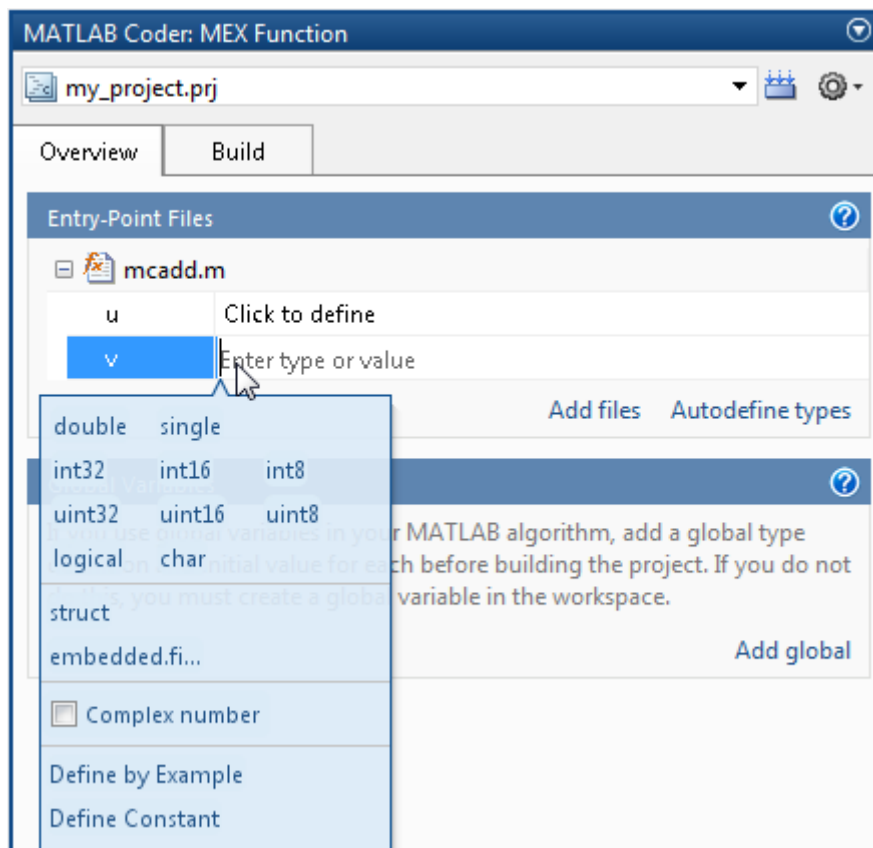 MATLAB Coder: MEX Function
my_project.prj
Overview Build
Entry-Point Files
mcadd.m
u Click to define
v Enter type or value
Add files Autodefine types
double single
int32 int16 int8
uint32 uint16 uint8
logical char
struct
embedded.fi...
Complex number
Define by Example
Define Constant
Global Variables
If you use global variables in your MATLAB algorithm, add a global type
initial value for each before building the project. If you do not
this, you must create a global variable in the workspace.
Add global